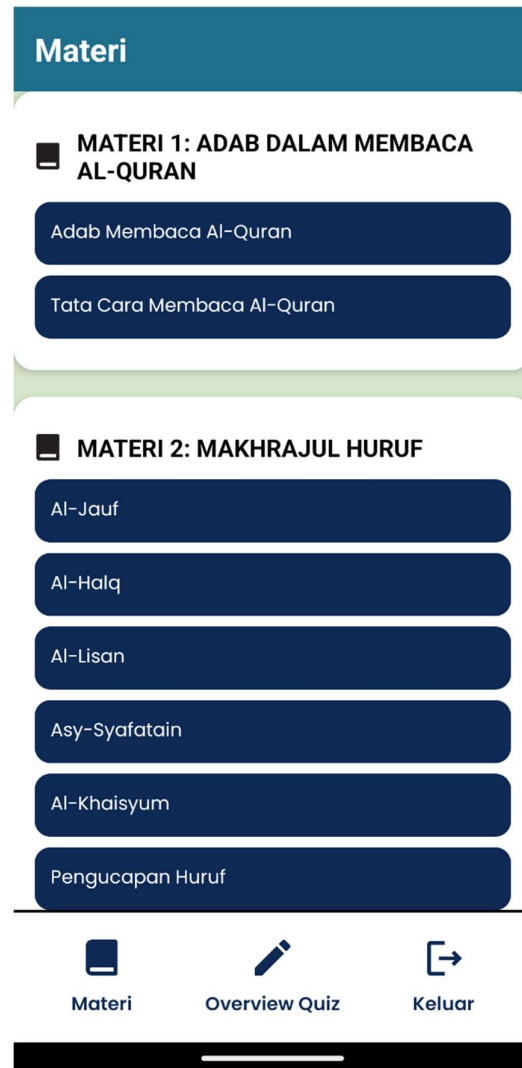 Materi
MATERI 1: ADAB DALAM MEMBACA
AL-QURAN
Adab Membaca Al-Quran
Tata Cara Membaca Al-Quran
MATERI 2: MAKHRAJUL HURUF
Al-Jauf
Al-Halq
Al-Lisan
Asy-Syafatain
Al-Khaisyum
Pengucapan Huruf
Materi
Overview Quiz
Keluar